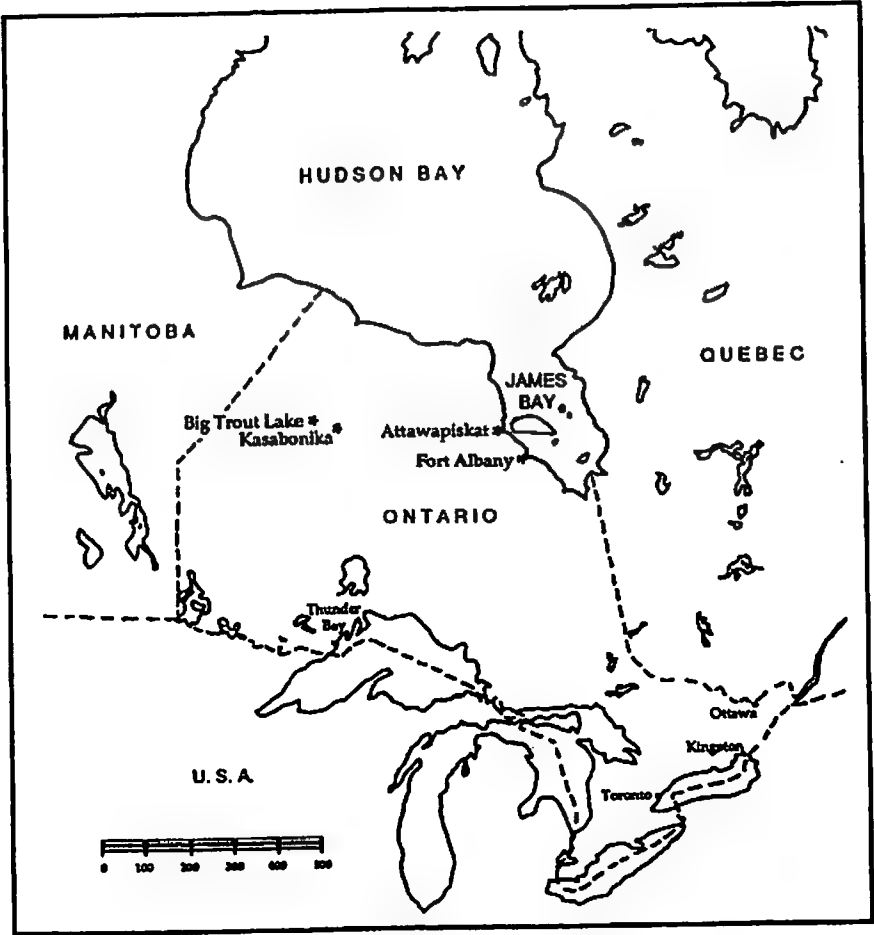 HUDSON BAY
MANITOBA
QUEBEC
JAMES
BAY
Big Trout Lake
Kasabonika
Attawapiskat
Fort Albany
ONTARIO
Thunder
Bay
Ottawa
Kingston
U.S.A.
Toronto
0 100 200 300 400 500